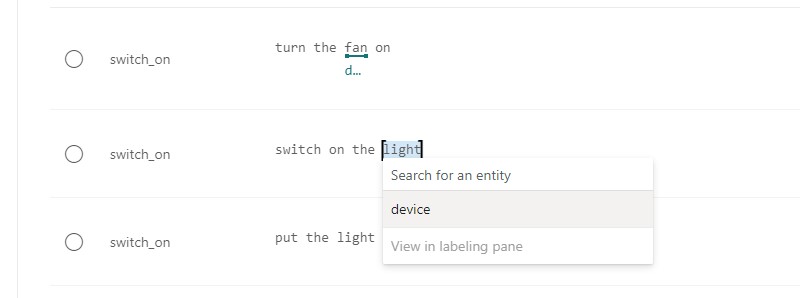 turn the fan on
switch_on
d...
switch on the [light]
switch_on
Search for an entity
device
put the light
switch_on
View in labeling pane